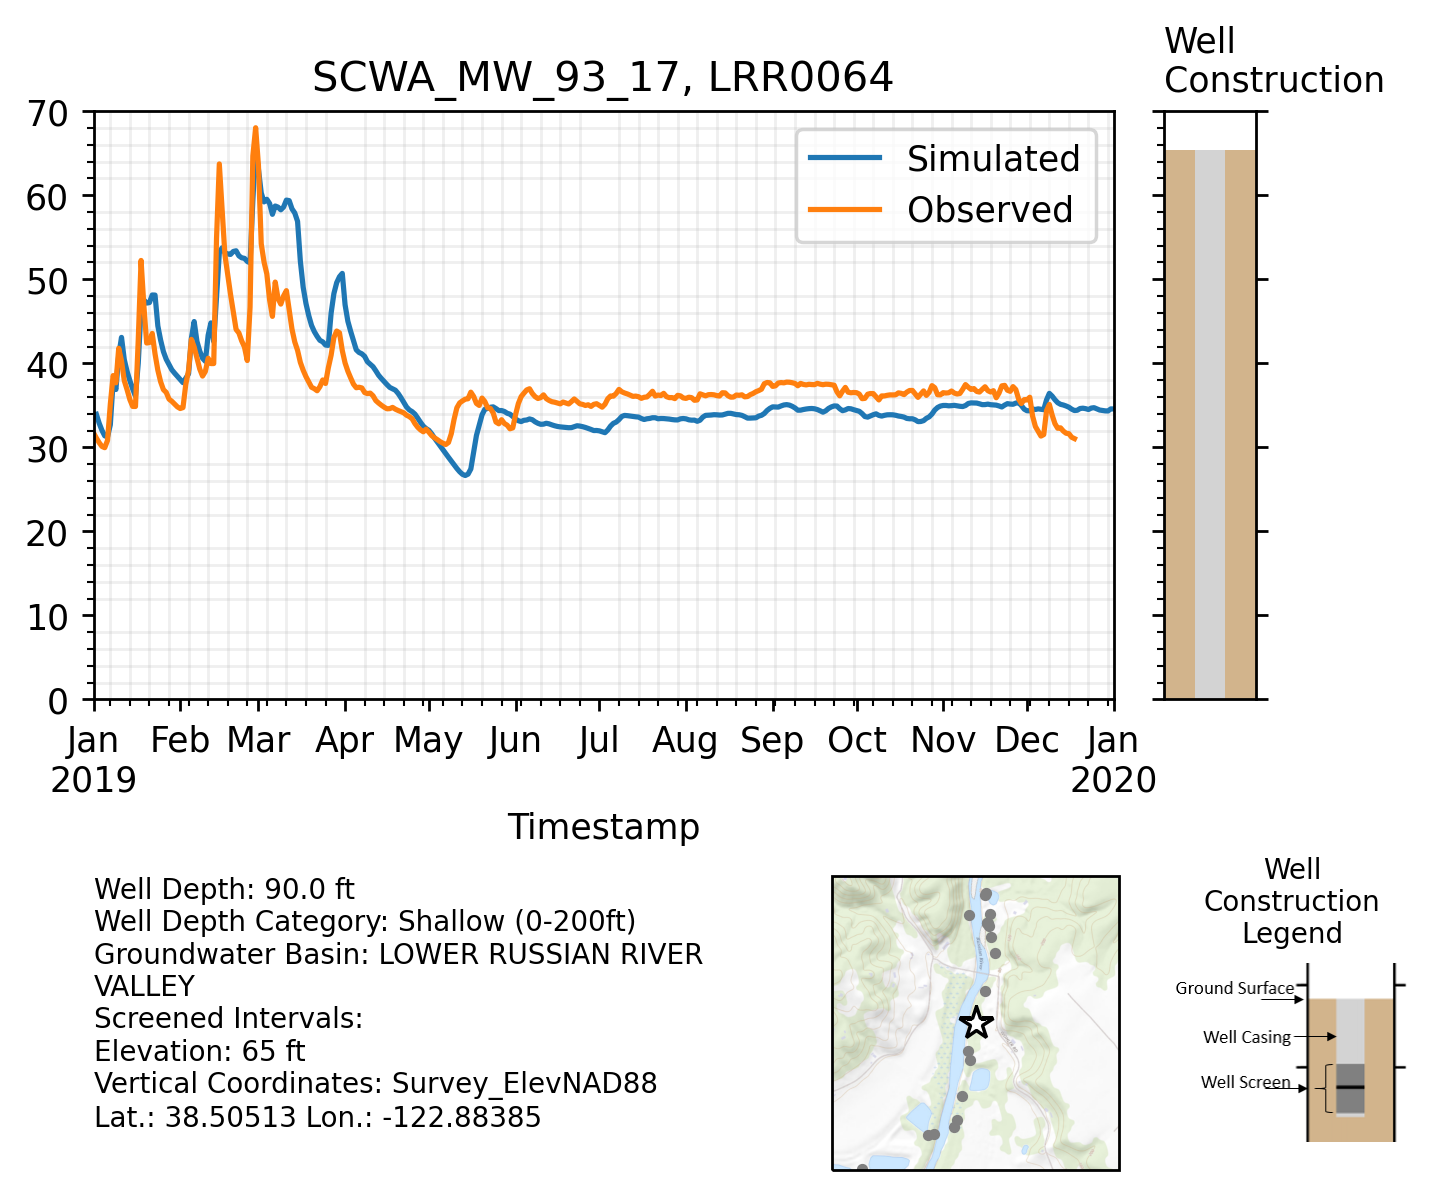 Well
Construction
SCWA_MW_93_17, LRR0064
70
60
50
40
30
20
10
0
Simulated
Observed
Jan Feb Mar Apr May Jun Jul Aug Sep Oct Nov Dec Jan
2019 2020
Timestamp
Well Depth: 90.0 ft
Well Depth Category: Shallow (0-200ft)
Groundwater Basin: LOWER RUSSIAN RIVER
VALLEY
Screened Intervals:
Elevation: 65 ft
Vertical Coordinates: Survey_ElevNAD88
Lat.: 38.50513 Lon.: -122.88385
Well
Construction
Legend
Ground Surface
Well Casing
Well Screen